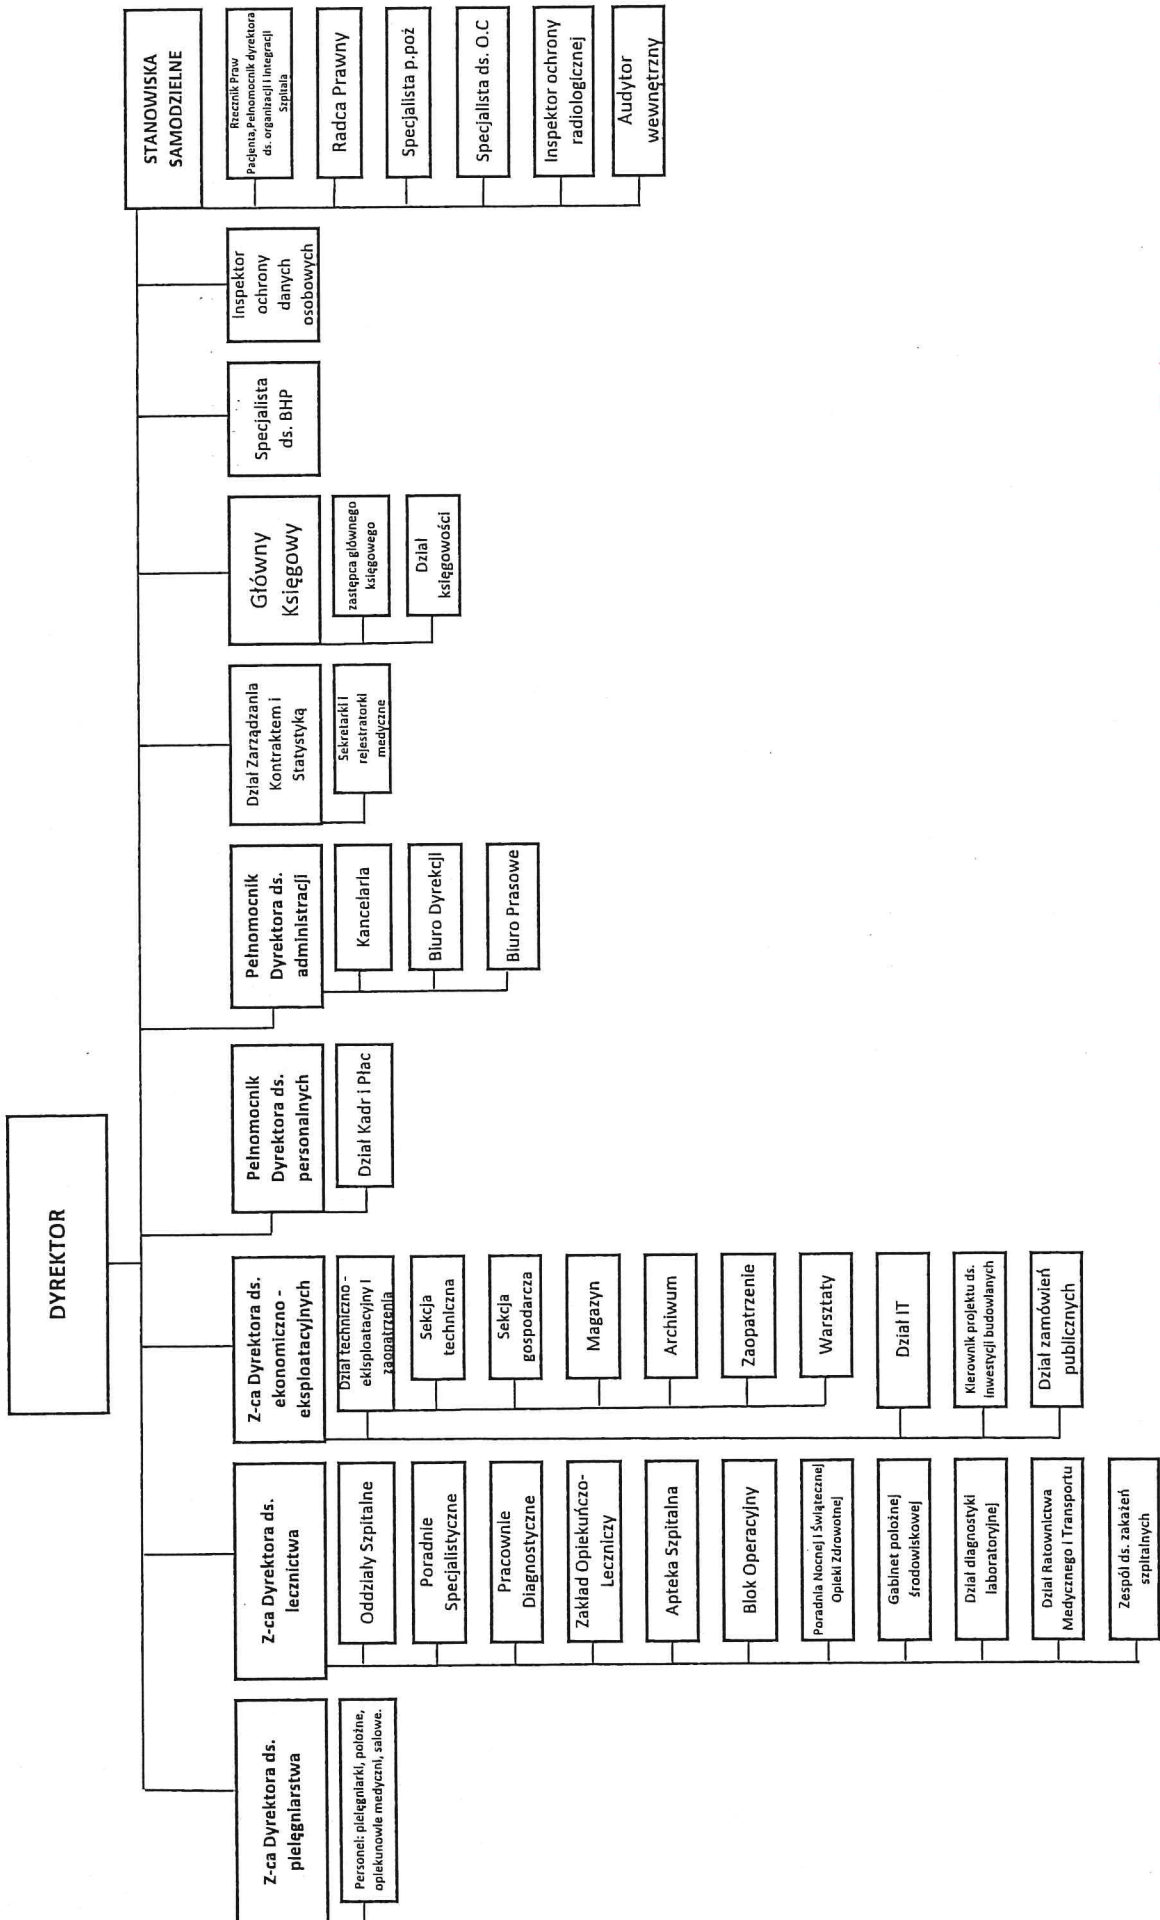 DYREKTOR
Z-ca Dyrektora ds.
pielęgniarstwa
Personel: pielęgniarki, położne,
opiekunowie medyczni, salowe.
Z-ca Dyrektora ds.
lecznictwa
Oddziały Szpitalne
Poradnie
Specjalistyczne
Pracownie
Diagnostyczne
Zakład Opiekuńczo-
Leczniczy
Apteka Szpitalna
Blok Operacyjny
Poradnia Nocnej i Świątecznej
Opieki Zdrowotnej
Gabinet położnej
środowiskowej
Dział diagnostyki
laboratoryjnej
Dział Ratownictwa
Medycznego i Transportu
Zespół ds. zakażeń
szpitalnych
Z-ca Dyrektora ds.
ekonomiczno -
eksploatacyjnych
Dział techniczno -
eklsploatacyjny i
zaopatrzenia
Sekcja
techniczna
Sekcja
gospodarcza
Magazyn
Archiwum
Zaopatrzenie
Warsztaty
Dział IT
Kierownik projektu ds.
inwestycji budowlanych
Dział zamówień
publicznych
Pełnomocnik
Dyrektora ds.
personalnych
Dział Kadr i Płac
Pełnomocnik
Dyrektora ds.
administracji
Kancelaria
Biuro Dyrekcji
Biuro Prasowe
Dział Zarządzania
Kontraktem i
Statystyką
Sekretarki i
rejestratorki
medyczne
Główny
Księgowy
zastępca głównego
księgowego
Dział
księgowości
Specjalista
ds. BHP
Inspektor
ochrony
danych
osobowych
STANOWISKA
SAMODZIELNE
Rzecznik Praw
Pacjenta,Pełnomocnik dyrektora
ds. organizacji i integracji
Szpitala
Radca Prawny
Specjalista p.poż
Specjalista ds. O.C
Inspektor ochrony
radiologicznej
Audytor
wewnętrzny